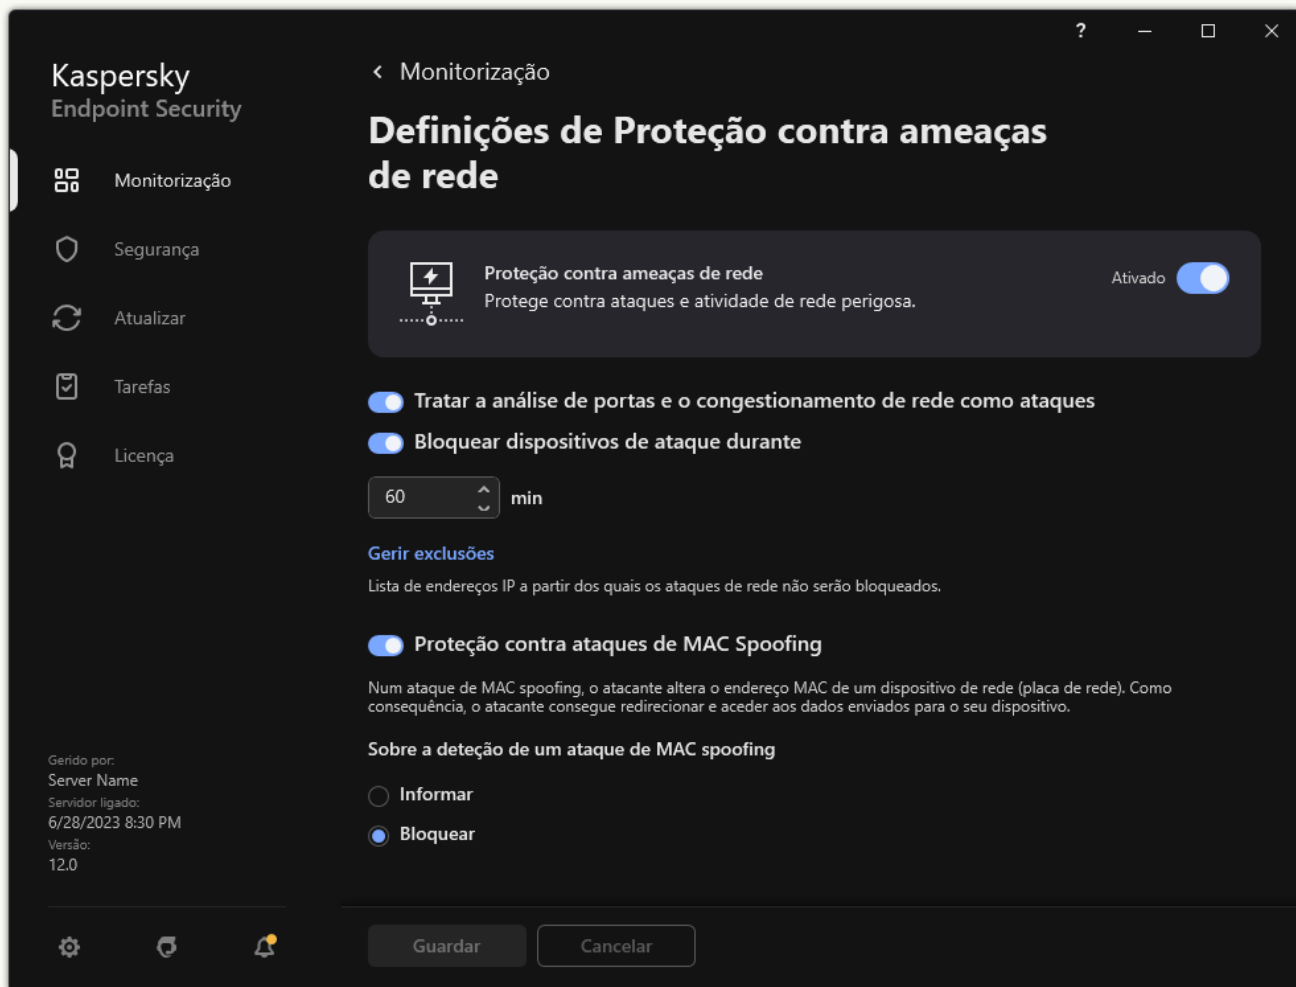 ?
Kaspersky
Endpoint Security
Monitorização
Segurança
Atualizar
Tarefas
Licença
Gerido por:
Server Name
Servidor ligado:
6/28/2023 8:30 PM
Versão:
12.0
Monitorização
Definições de Proteção contra ameaças
de rede
Proteção contra ameaças de rede
Protege contra ataques e atividade de rede perigosa.
Ativado
Tratar a análise de portas e o congestionamento de rede como ataques
Bloquear dispositivos de ataque durante
60 min
Gerir exclusões
Lista de endereços IP a partir dos quais os ataques de rede não serão bloqueados.
Proteção contra ataques de MAC Spoofing
Num ataque de MAC spoofing, o atacante altera o endereço MAC de um dispositivo de rede (placa de rede). Como
consequência, o atacante consegue redirecionar e aceder aos dados enviados para o seu dispositivo.
Sobre a deteção de um ataque de MAC spoofing
Informar
Bloquear
Guardar
Cancelar